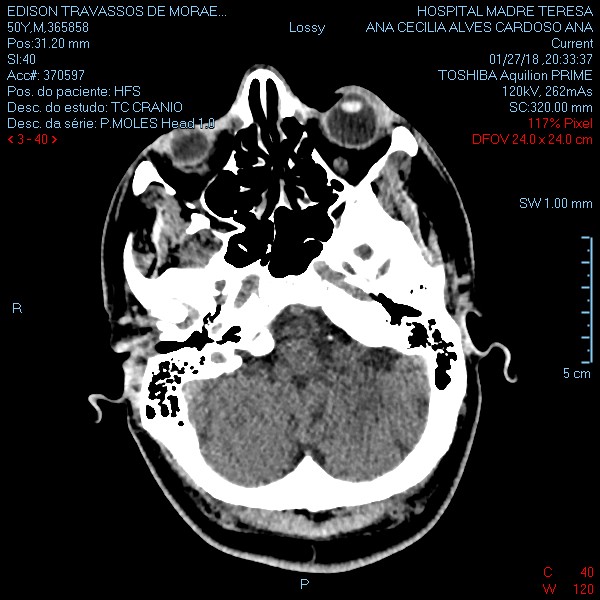 EDISON TRAVASSOS DE MORAE...
50Y,M,365858
Pos:31.20 mm
SI:40
Acc#: 370597
Pos. do paciente: HFS
Desc. do estudo: TC CRANIO
Desc. da série: P.MOLES Head 1.0
< 3 - 40 >
Lossy
HOSPITAL MADRE TERESA
ANA CECILIA ALVES CARDOSO ANA
Current
01/27/18 ,20:33:37
TOSHIBA Aquilion PRIME
120kV, 262mAs
SC:320.00 mm
117% Pixel
DFOV 24.0 x 24.0 cm
SW 1.00 mm
R
5 cm
P
C 40
W 120